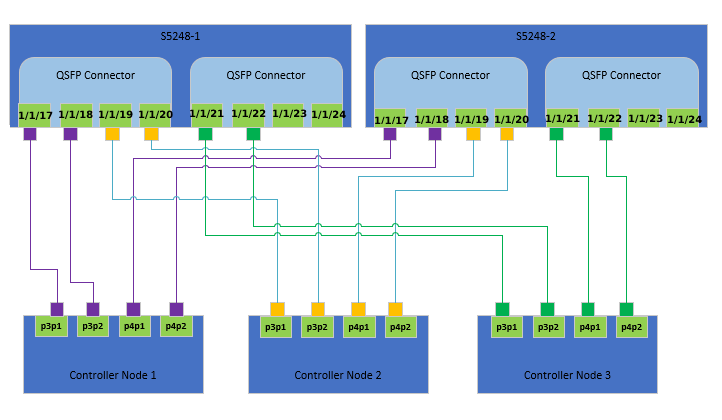 S5248-1
S5248-2
QSFP Connector
QSFP Connector
QSFP Connector
QSFP Connector
1/1/17
1/1/18
1/1/19
1/1/20
1/1/21
1/1/22
1/1/23
1/1/24
1/1/17
1/1/18
1/1/19
1/1/20
1/1/21
1/1/22
1/1/23
1/1/24
p3p1
p3p2
p4p1
p4p2
p3p1
p3p2
p4p1
p4p2
p3p1
p3p2
p4p1
p4p2
Controller Node 1
Controller Node 2
Controller Node 3